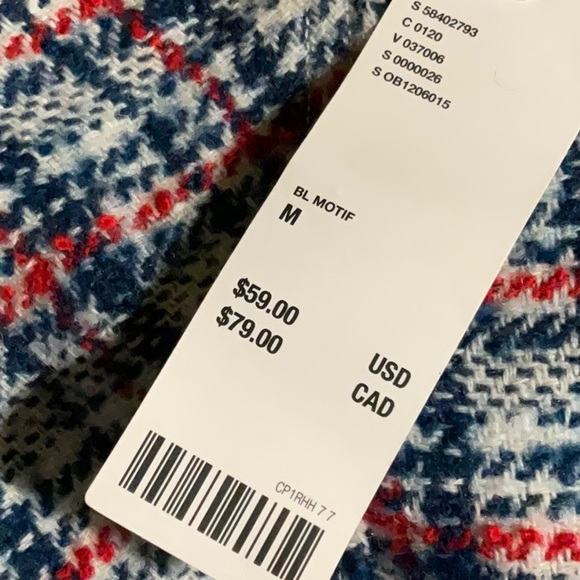 S 58402793
C 0120
V 037006
S 0000026
S OB1206015
BL MOTIF
M
$59.00 USD
$79.00 CAD
CP1RHH 7 7